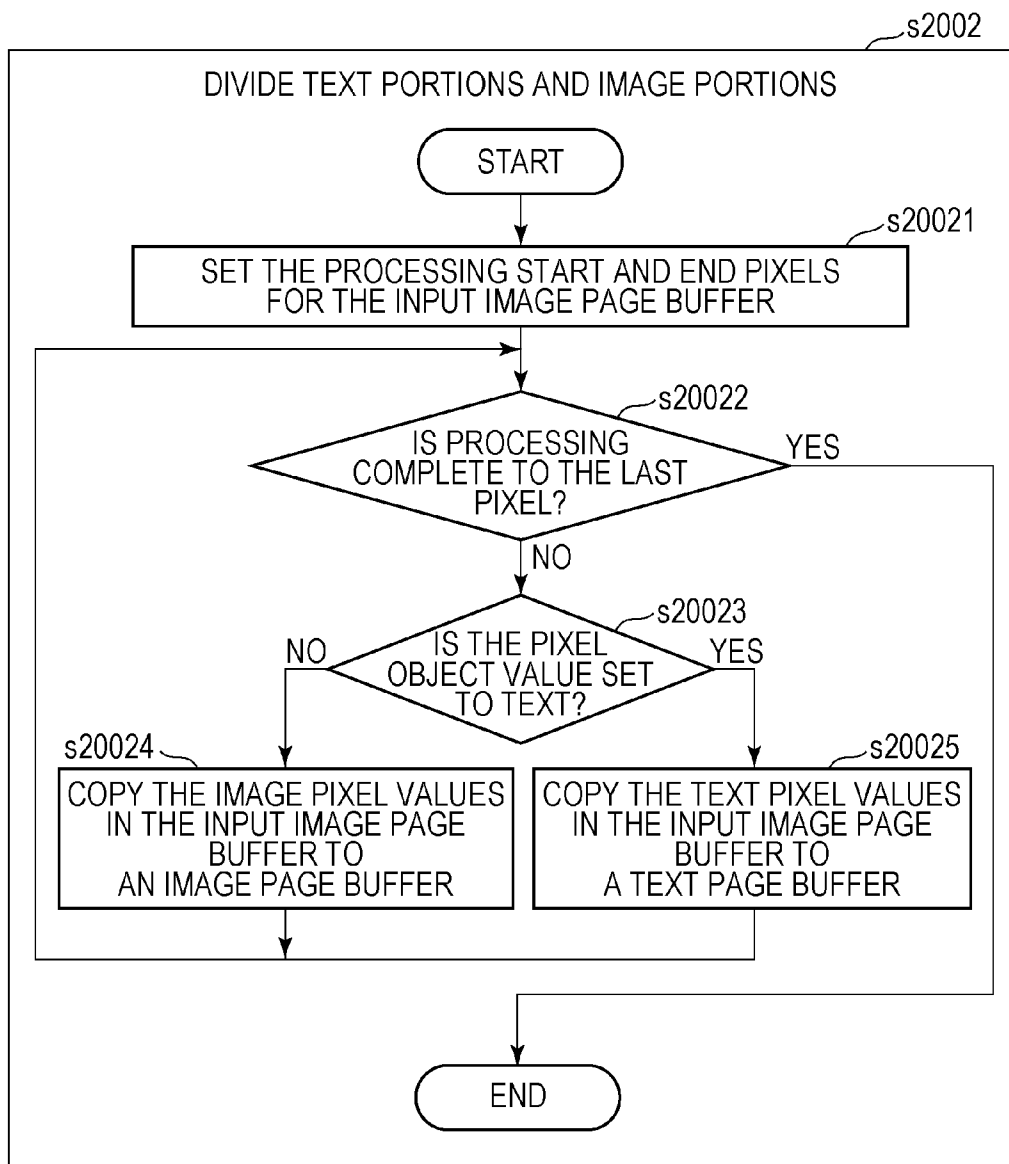 s2002
DIVIDE TEXT PORTIONS AND IMAGE PORTIONS
START
s20021
SET THE PROCESSING START AND END PIXELS
FOR THE INPUT IMAGE PAGE BUFFER
s20022
IS PROCESSING
COMPLETE TO THE LAST
PIXEL?
YES
NO
s20023
IS THE PIXEL
OBJECT VALUE SET
TO TEXT?
NO
YES
s20024
COPY THE IMAGE PIXEL VALUES
IN THE INPUT IMAGE PAGE
BUFFER TO
AN IMAGE PAGE BUFFER
s20025
COPY THE TEXT PIXEL VALUES
IN THE INPUT IMAGE PAGE
BUFFER TO
A TEXT PAGE BUFFER
END